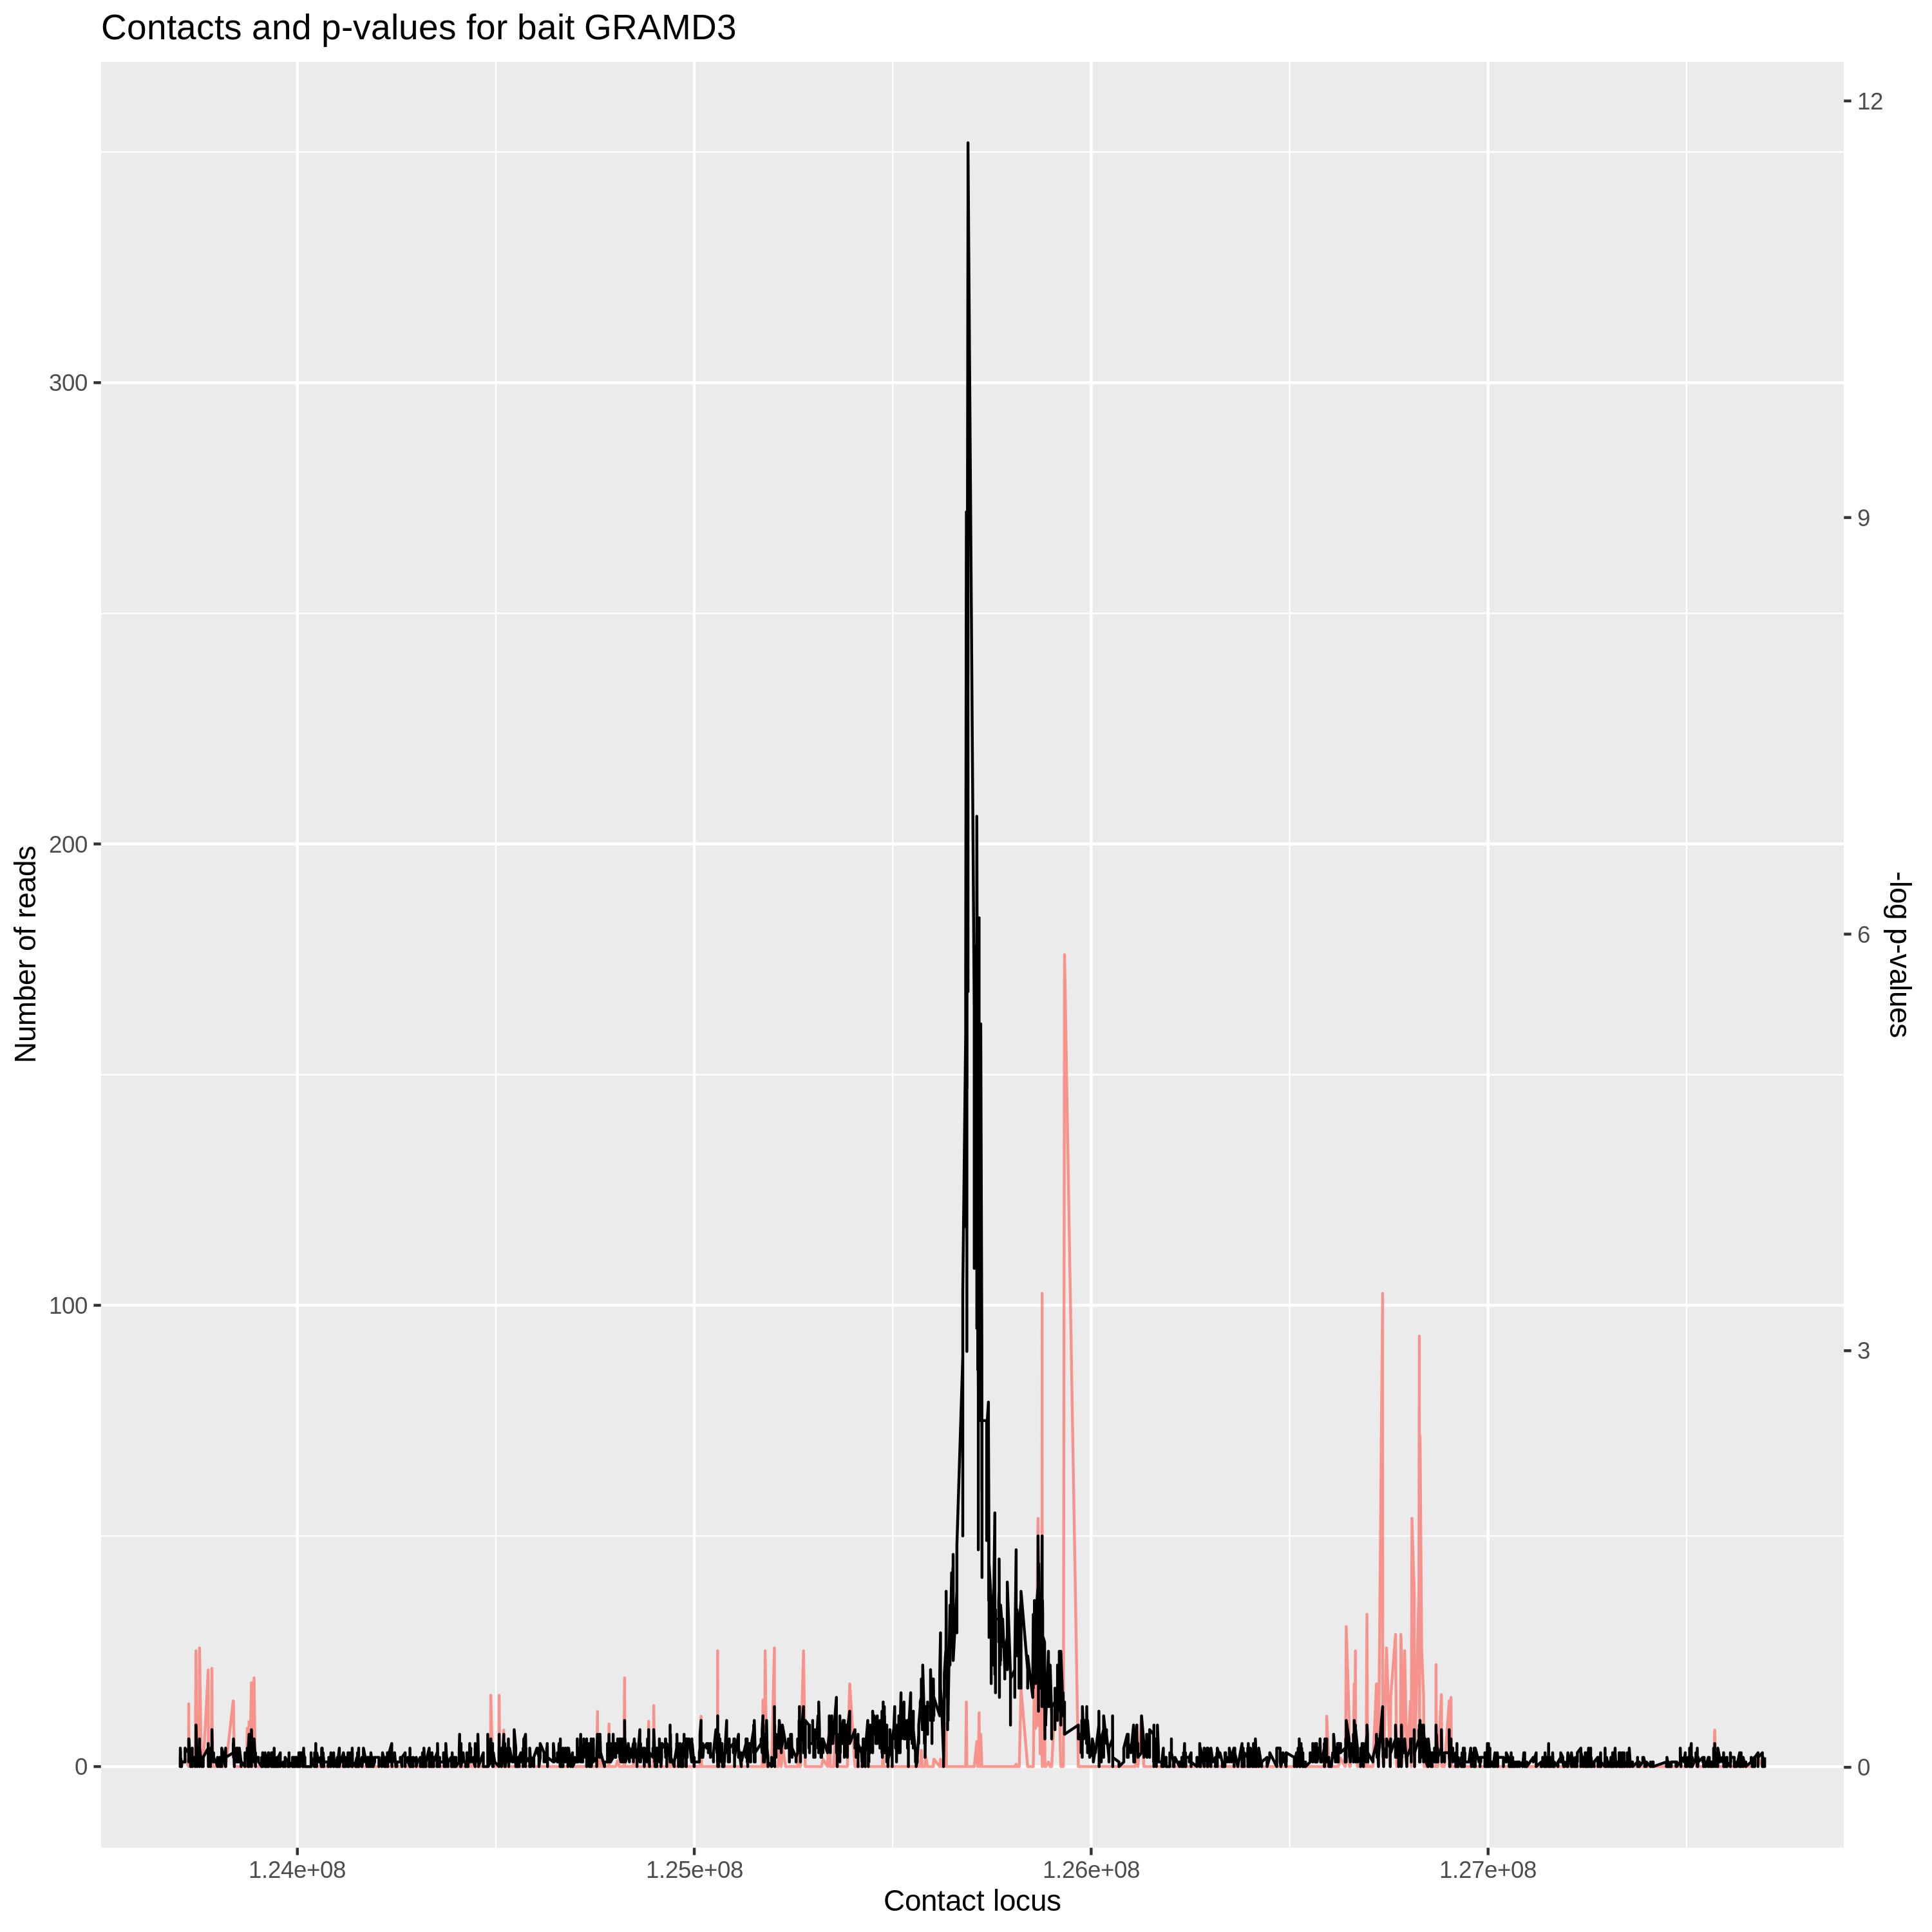 Contacts and p-values for bait GRAMD3
12
300
9
200
6
Number of reads
-log p-values
100
3
0
0
1.24e+08
1.25e+08
1.26e+08
1.27e+08
Contact locus